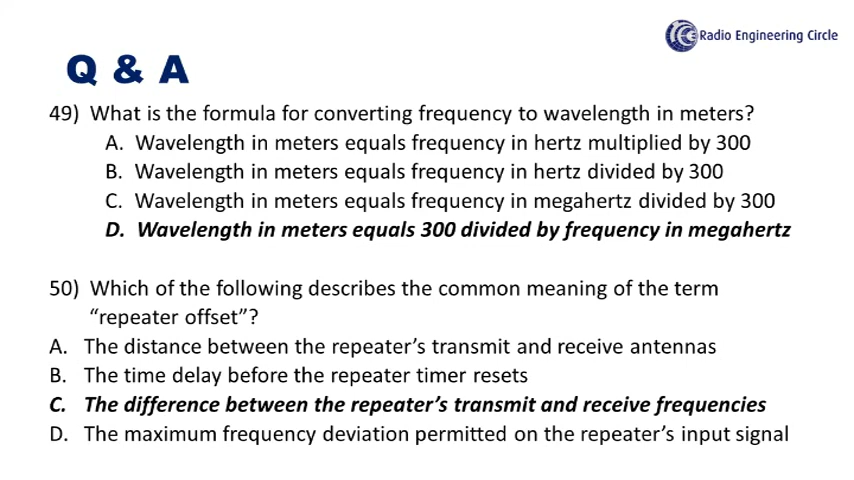 Radio Engineering Circle
Q & A
49) What is the formula for converting frequency to wavelength in meters?
A. Wavelength in meters equals frequency in hertz multiplied by 300
B. Wavelength in meters equals frequency in hertz divided by 300
C. Wavelength in meters equals frequency in megahertz divided by 300
D. Wavelength in meters equals 300 divided by frequency in megahertz
50) Which of the following describes the common meaning of the term
“repeater offset”?
A. The distance between the repeater’s transmit and receive antennas
B. The time delay before the repeater timer resets
C. The difference between the repeater’s transmit and receive frequencies
D. The maximum frequency deviation permitted on the repeater’s input signal